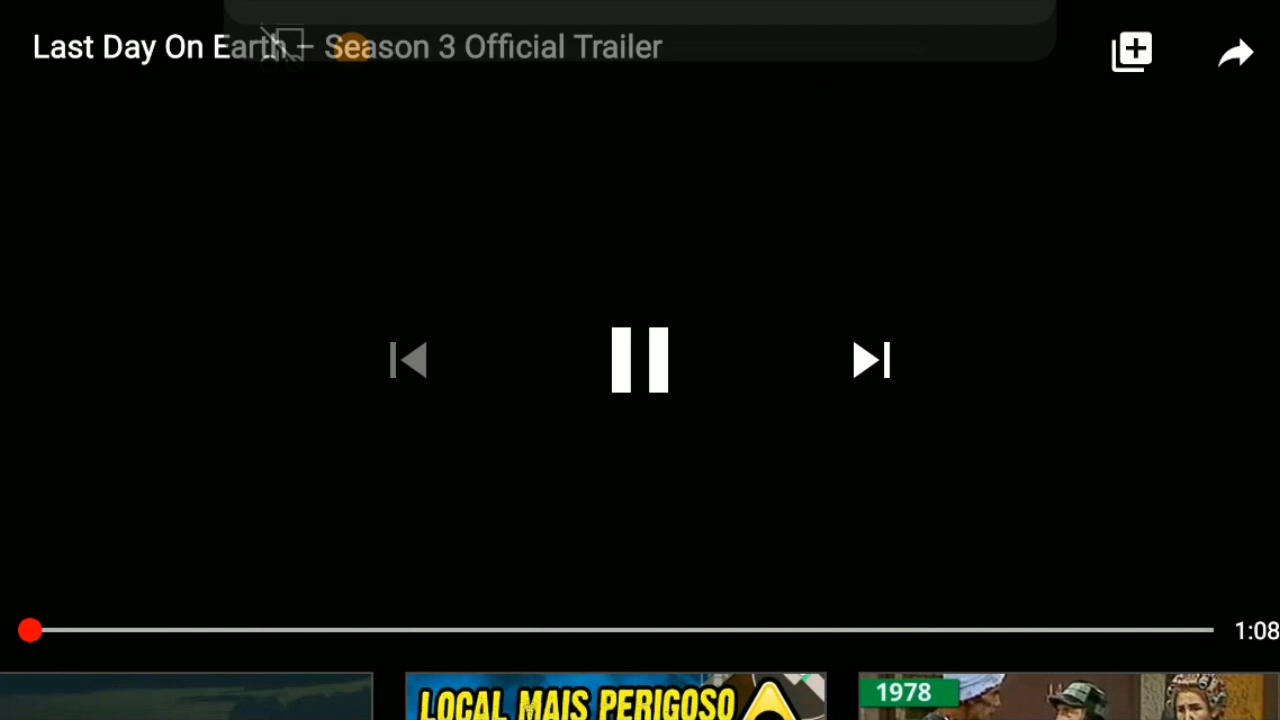 Last Day On Earth – Season 3 Official Trailer
1:08
LOCAL MAIS PERIGOSO
1978